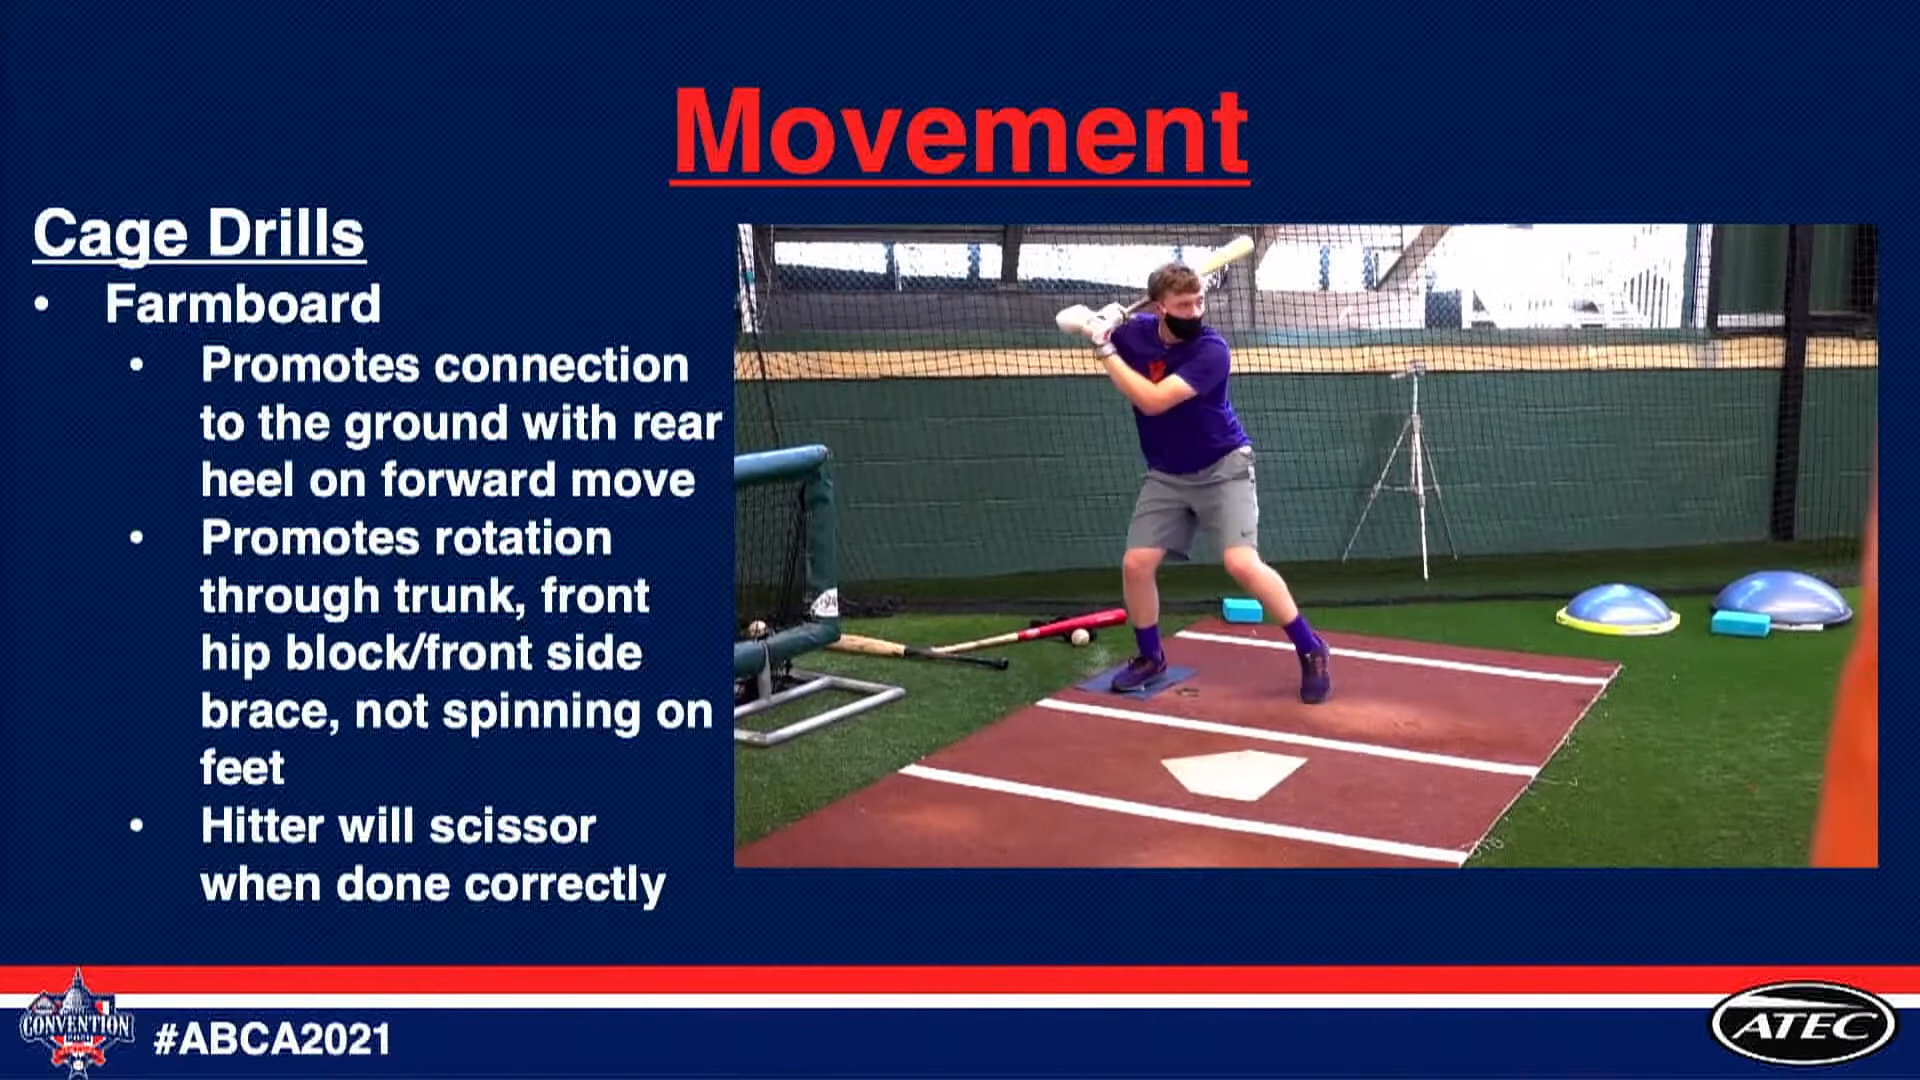 Movement
Cage Drills
• Farmboard
• Promotes connection
to the ground with rear
heel on forward move
• Promotes rotation
through trunk, front
hip block/front side
brace, not spinning on
feet
• Hitter will scissor
when done correctly
CONVENTION
#ABCA2021
ATEC